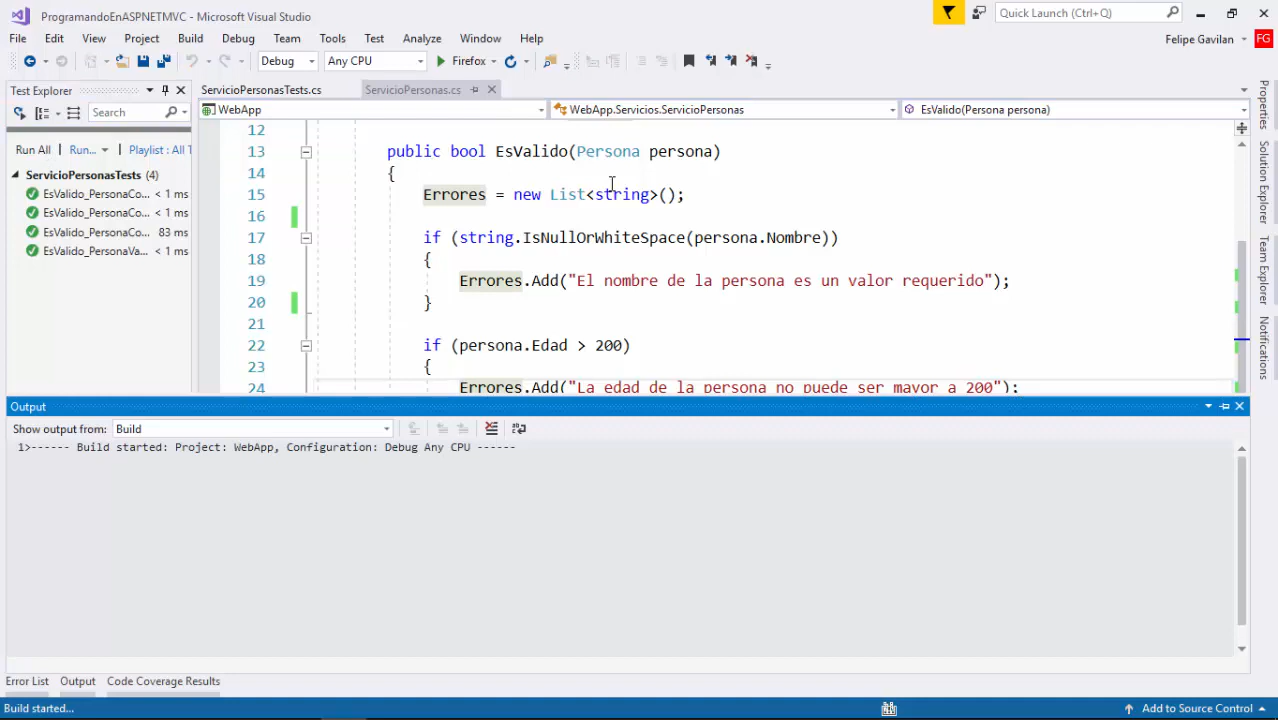 ProgramandoEnASPNETMVC - Microsoft Visual Studio
Quick Launch (Ctrl+Q)
File Edit View Project Build Debug Team Tools Test Analyze Window Help
Felipe Gavilan FG
Debug Any CPU Firefox
Test Explorer
ServicioPersonasTests.cs ServicioPersonas.cs
Search
WebApp WebApp.Servicios.ServicioPersonas EsValido(Persona persona)
Run All Run... Playlist : All T
ServicioPersonasTests (4)
EsValido_PersonaCo... < 1 ms
EsValido_PersonaCo... < 1 ms
EsValido_PersonaCo... 83 ms
EsValido_PersonaVa... < 1 ms
12
13 public bool EsValido(Persona persona)
14 {
15 Errores = new List<string>();
16
17 if (string.IsNullOrWhiteSpace(persona.Nombre))
18 {
19 Errores.Add("El nombre de la persona es un valor requerido");
20 }
21
22 if (persona.Edad > 200)
23 {
24 Errores.Add("La edad de la persona no puede ser mayor a 200");
Properties
Solution Explorer
Team Explorer
Notifications
Output
Show output from: Build
1>------ Build started: Project: WebApp, Configuration: Debug Any CPU ------
Error List Output Code Coverage Results
Build started... Add to Source Control